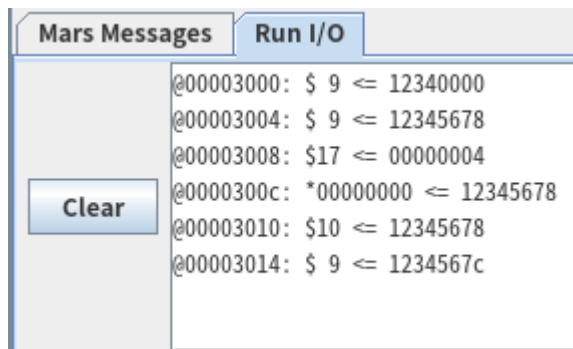 Mars Messages Run I/O
@00003000: $ 9 <= 12340000
@00003004: $ 9 <= 12345678
@00003008: $17 <= 00000004
@0000300c: *00000000 <= 12345678
Clear
@00003010: $10 <= 12345678
@00003014: $ 9 <= 1234567c